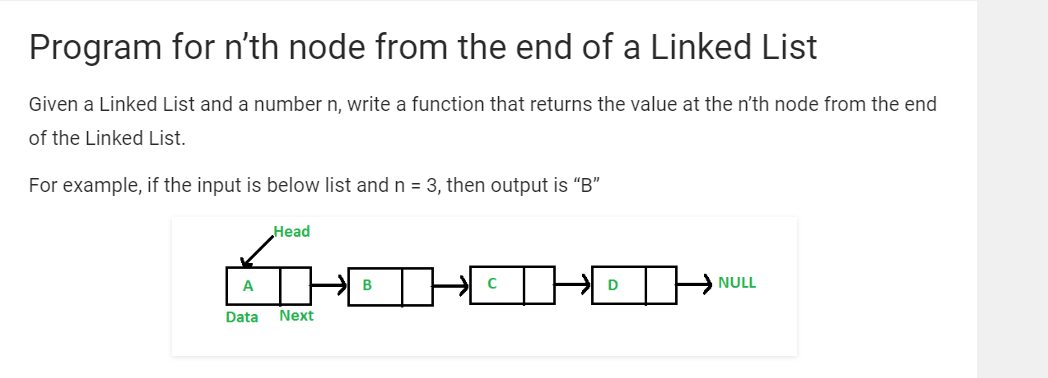 Program for n’th node from the end of a Linked List
Given a Linked List and a number n, write a function that returns the value at the n’th node from the end
of the Linked List.
For example, if the input is below list and n = 3, then output is “B”
Head
A
B
C
D
NULL
Data
Next